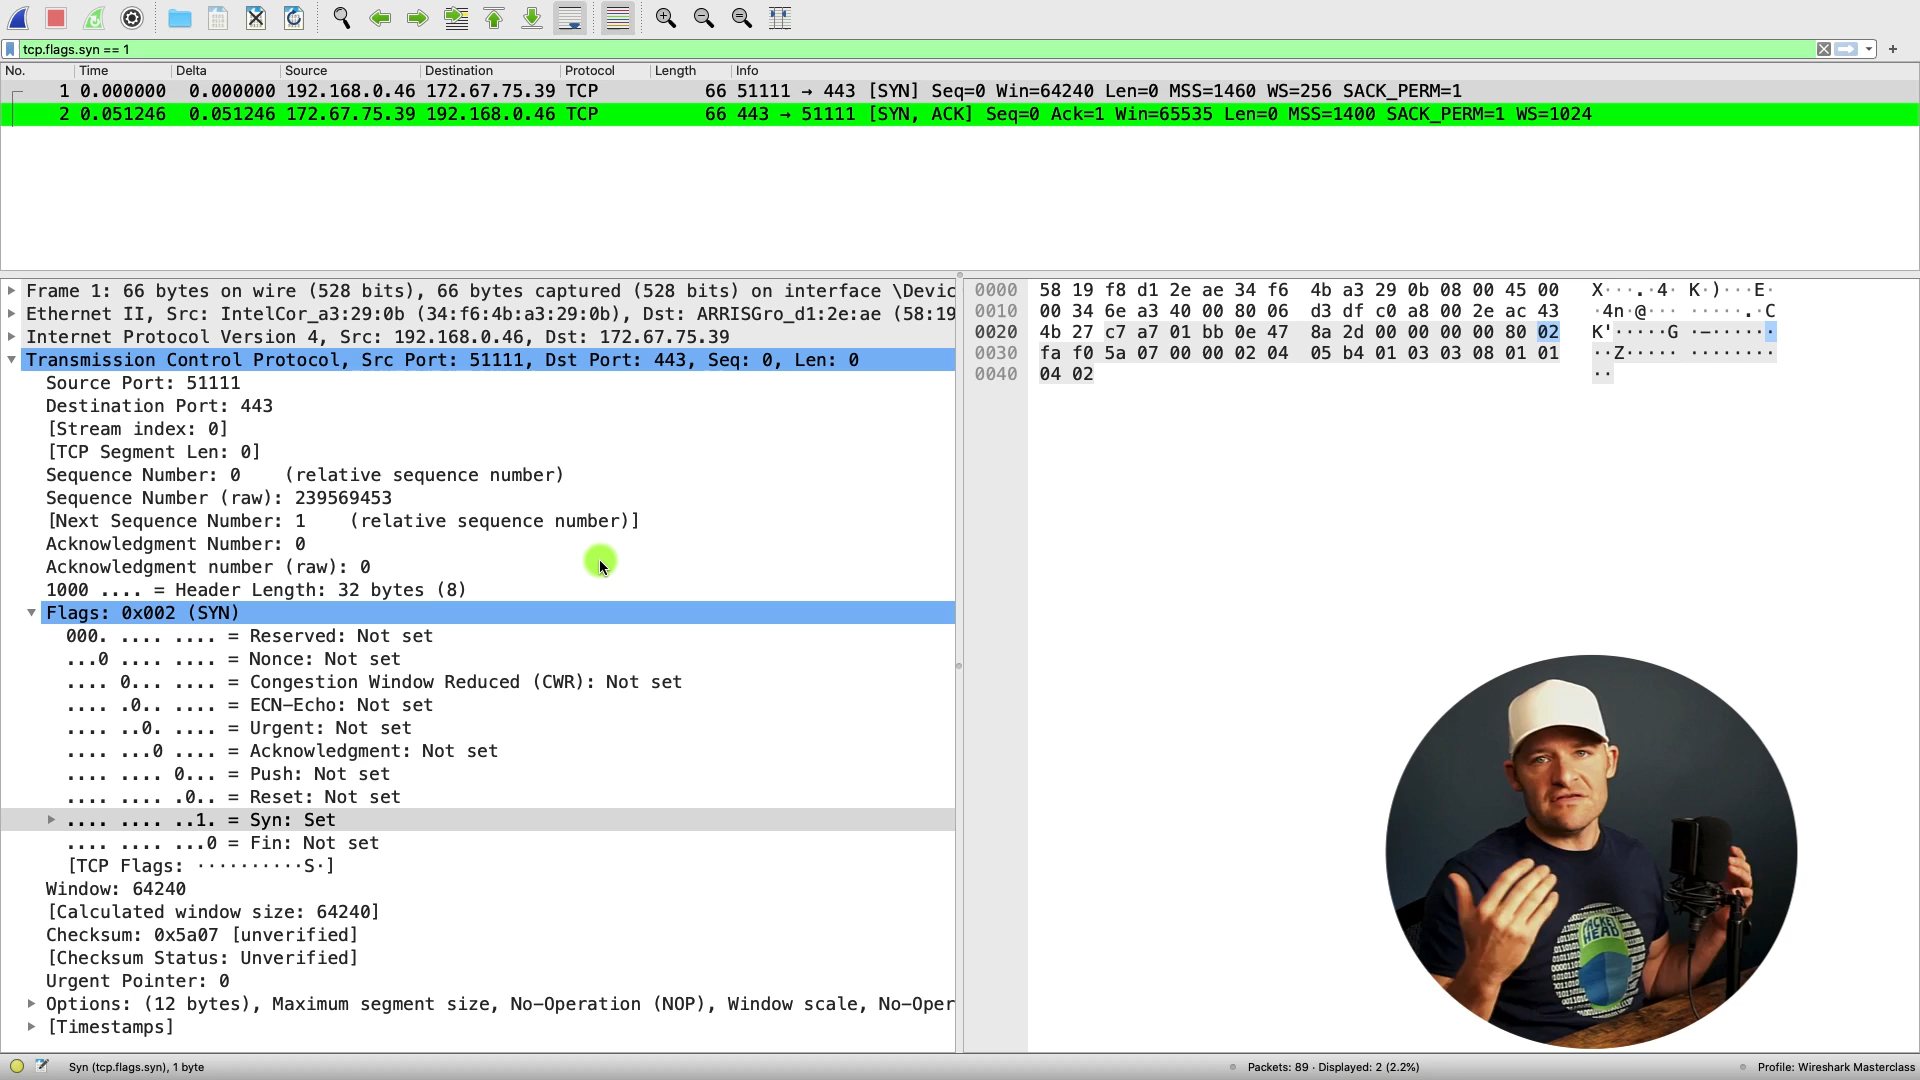 tcp.flags.syn == 1
No. Time Delta Source Destination Protocol Length Info
1 0.000000 0.000000 192.168.0.46 172.67.75.39 TCP 66 51111 → 443 [SYN] Seq=0 Win=64240 Len=0 MSS=1460 WS=256 SACK_PERM=1
2 0.051246 0.051246 172.67.75.39 192.168.0.46 TCP 66 443 → 51111 [SYN, ACK] Seq=0 Ack=1 Win=65535 Len=0 MSS=1400 SACK_PERM=1 WS=1024
Frame 1: 66 bytes on wire (528 bits), 66 bytes captured (528 bits) on interface \Devic
Ethernet II, Src: IntelCor_a3:29:0b (34:f6:4b:a3:29:0b), Dst: ARRISGro_d1:2e:ae (58:19
Internet Protocol Version 4, Src: 192.168.0.46, Dst: 172.67.75.39
Transmission Control Protocol, Src Port: 51111, Dst Port: 443, Seq: 0, Len: 0
Source Port: 51111
Destination Port: 443
[Stream index: 0]
[TCP Segment Len: 0]
Sequence Number: 0    (relative sequence number)
Sequence Number (raw): 239569453
[Next Sequence Number: 1    (relative sequence number)]
Acknowledgment Number: 0
Acknowledgment number (raw): 0
1000 .... = Header Length: 32 bytes (8)
Flags: 0x002 (SYN)
000. .... .... = Reserved: Not set
...0 .... .... = Nonce: Not set
.... 0... .... = Congestion Window Reduced (CWR): Not set
.... .0.. .... = ECN-Echo: Not set
.... ..0. .... = Urgent: Not set
.... ...0 .... = Acknowledgment: Not set
.... .... 0... = Push: Not set
.... .... .0.. = Reset: Not set
.... .... ..1. = Syn: Set
.... .... ...0 = Fin: Not set
[TCP Flags: ··········S·]
Window: 64240
[Calculated window size: 64240]
Checksum: 0x5a07 [unverified]
[Checksum Status: Unverified]
Urgent Pointer: 0
Options: (12 bytes), Maximum segment size, No-Operation (NOP), Window scale, No-Oper
[Timestamps]
0000 58 19 f8 d1 2e ae 34 f6 4b a3 29 0b 08 00 45 00 X···.·4· K·)···E·
0010 00 34 6e a3 40 00 80 06 d3 df c0 a8 00 2e ac 43 ·4n·@··· ·····.·C
0020 4b 27 c7 a7 01 bb 0e 47 8a 2d 00 00 00 00 80 02 K'·····G ·-······
0030 fa f0 5a 07 00 00 02 04 05 b4 01 03 03 08 01 01 ··Z····· ········
0040 04 02 ··
PACKET
HEAD
Syn (tcp.flags.syn), 1 byte
Packets: 89 · Displayed: 2 (2.2%)
Profile: Wireshark Masterclass